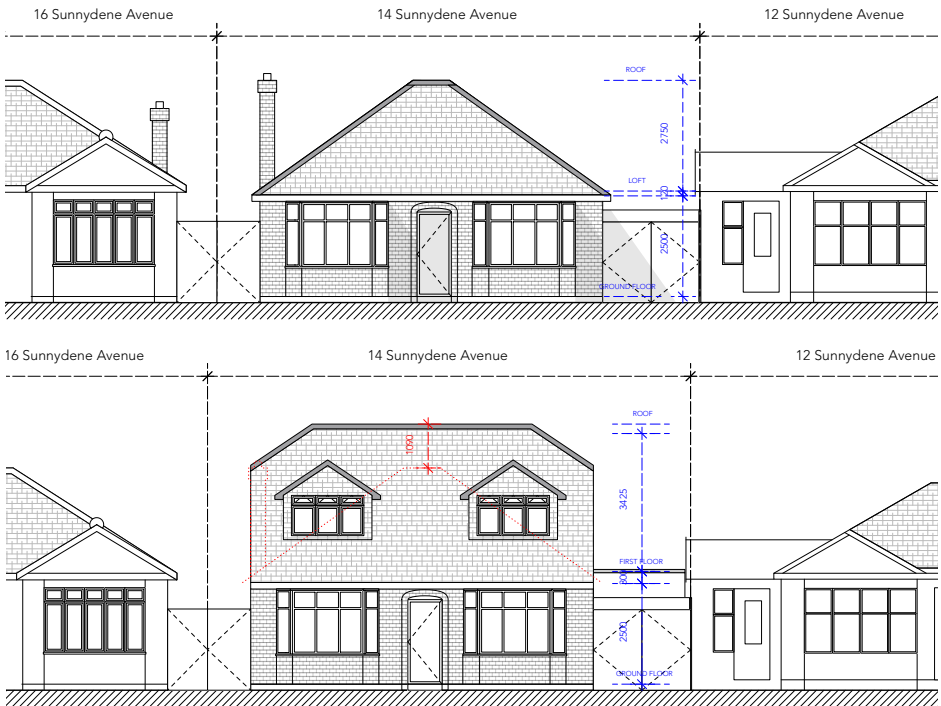 16 Sunnydene Avenue
14 Sunnydene Avenue
12 Sunnydene Avenue
ROOF
2750
LOFT
120
2500
GROUND FLOOR
16 Sunnydene Avenue
14 Sunnydene Avenue
12 Sunnydene Avenue
ROOF
1090
3425
FIRST FLOOR
300
2500
GROUND FLOOR